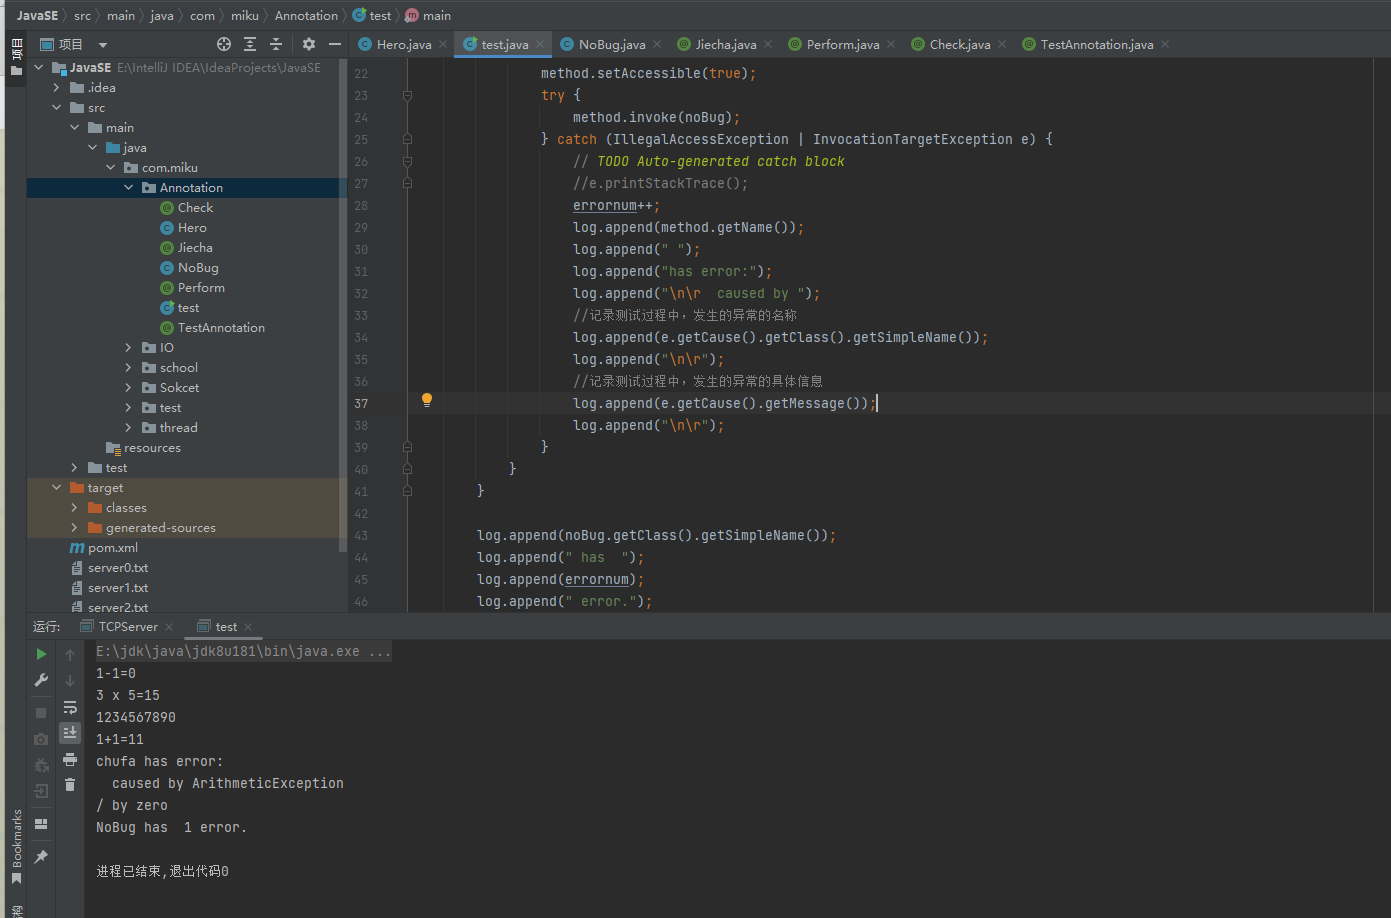 JavaSE src main java com miku Annotation test main
项目
项目
Hero.java test.java NoBug.java Jiecha.java Perform.java Check.java TestAnnotation.java
JavaSE E:\IntelliJ IDEA\IdeaProjects\JavaSE
.idea
src
main
java
com.miku
Annotation
Check
Hero
Jiecha
NoBug
Perform
test
TestAnnotation
IO
school
Sokcet
test
thread
resources
test
target
classes
generated-sources
pom.xml
server0.txt
server1.txt
server2.txt
22 method.setAccessible(true);
23 try {
24 method.invoke(noBug);
25 } catch (IllegalAccessException | InvocationTargetException e) {
26 // TODO Auto-generated catch block
27 //e.printStackTrace();
28 errornum++;
29 log.append(method.getName());
30 log.append(" ");
31 log.append("has error:");
32 log.append("\n\r  caused by ");
33 //记录测试过程中，发生的异常的名称
34 log.append(e.getCause().getClass().getSimpleName());
35 log.append("\n\r");
36 //记录测试过程中，发生的异常的具体信息
37 log.append(e.getCause().getMessage());
38 log.append("\n\r");
39 }
40 }
41 }
42
43 log.append(noBug.getClass().getSimpleName());
44 log.append(" has  ");
45 log.append(errornum);
46 log.append(" error.");
运行: TCPServer test
E:\jdk\java\jdk8u181\bin\java.exe ...
1-1=0
3 x 5=15
1234567890
1+1=11
chufa has error:
  caused by ArithmeticException
/ by zero
NoBug has  1 error.
进程已结束,退出代码0
Bookmarks